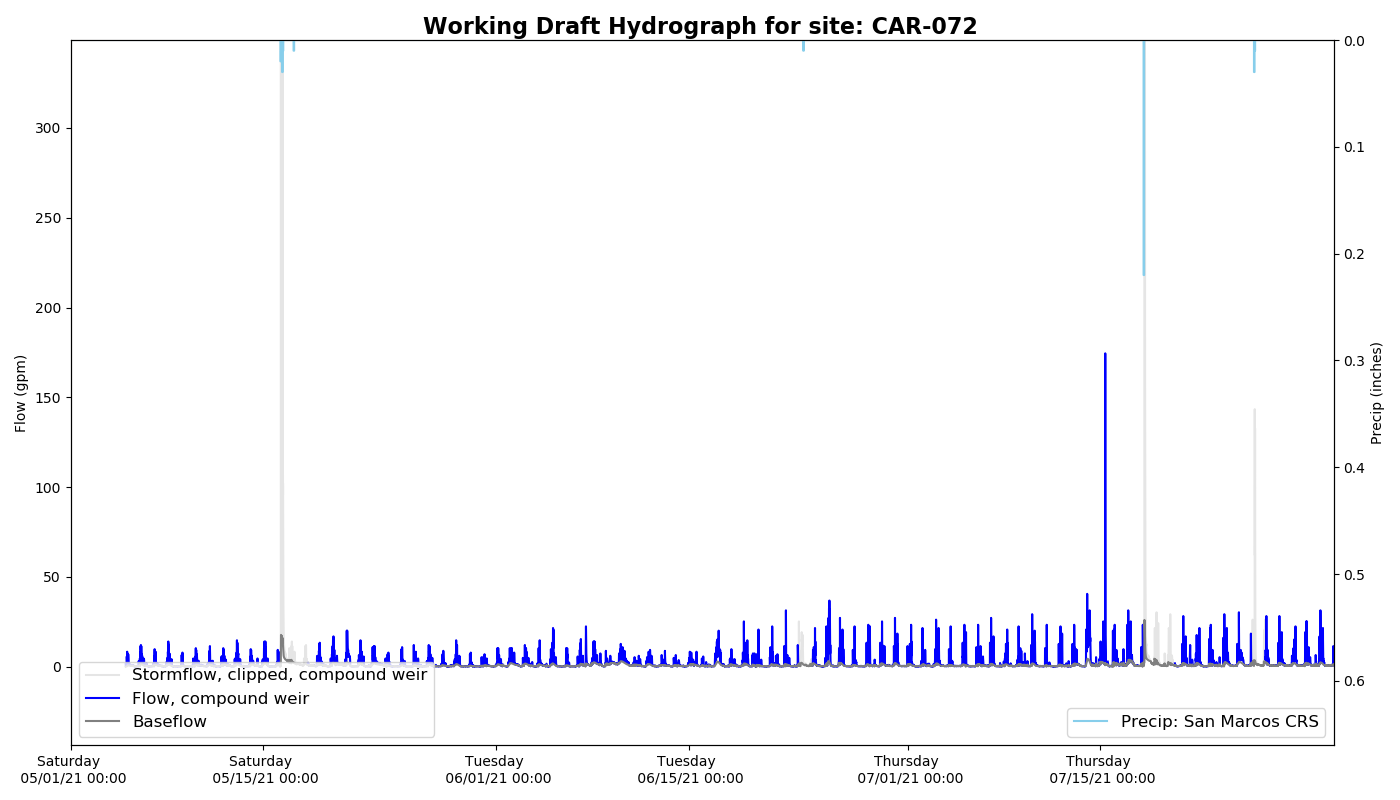 Working Draft Hydrograph for site: CAR-072
Flow (gpm)
300
250
200
150
100
50
0
0.0
0.1
0.2
0.3
0.4
0.5
0.6
Precip (inches)
Stormflow, clipped, compound weir
Flow, compound weir
Baseflow
Precip: San Marcos CRS
Saturday
05/01/21 00:00
Saturday
05/15/21 00:00
Tuesday
06/01/21 00:00
Tuesday
06/15/21 00:00
Thursday
07/01/21 00:00
Thursday
07/15/21 00:00